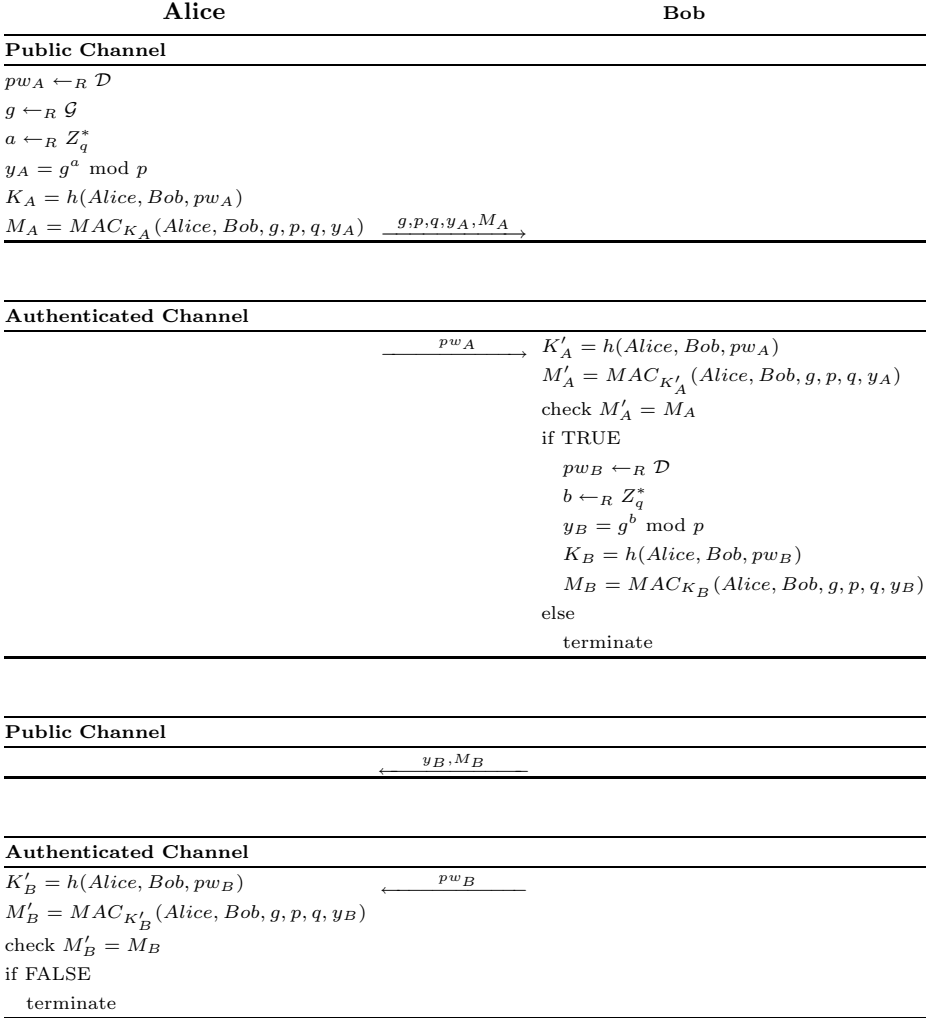 Alice Bob
Public Channel
pw_A ←_R 𝒟
g ←_R 𝒢
a ←_R Z_q^*
y_A = g^a mod p
K_A = h(Alice, Bob, pw_A)
M_A = MAC_{K_A}(Alice, Bob, g, p, q, y_A) g,p,q,y_A,M_A
Authenticated Channel
pw_A K'_A = h(Alice, Bob, pw_A)
M'_A = MAC_{K'_A}(Alice, Bob, g, p, q, y_A)
check M'_A = M_A
if TRUE
pw_B ←_R 𝒟
b ←_R Z_q^*
y_B = g^b mod p
K_B = h(Alice, Bob, pw_B)
M_B = MAC_{K_B}(Alice, Bob, g, p, q, y_B)
else
terminate
Public Channel
y_B,M_B
Authenticated Channel
K'_B = h(Alice, Bob, pw_B) pw_B
M'_B = MAC_{K'_B}(Alice, Bob, g, p, q, y_B)
check M'_B = M_B
if FALSE
terminate